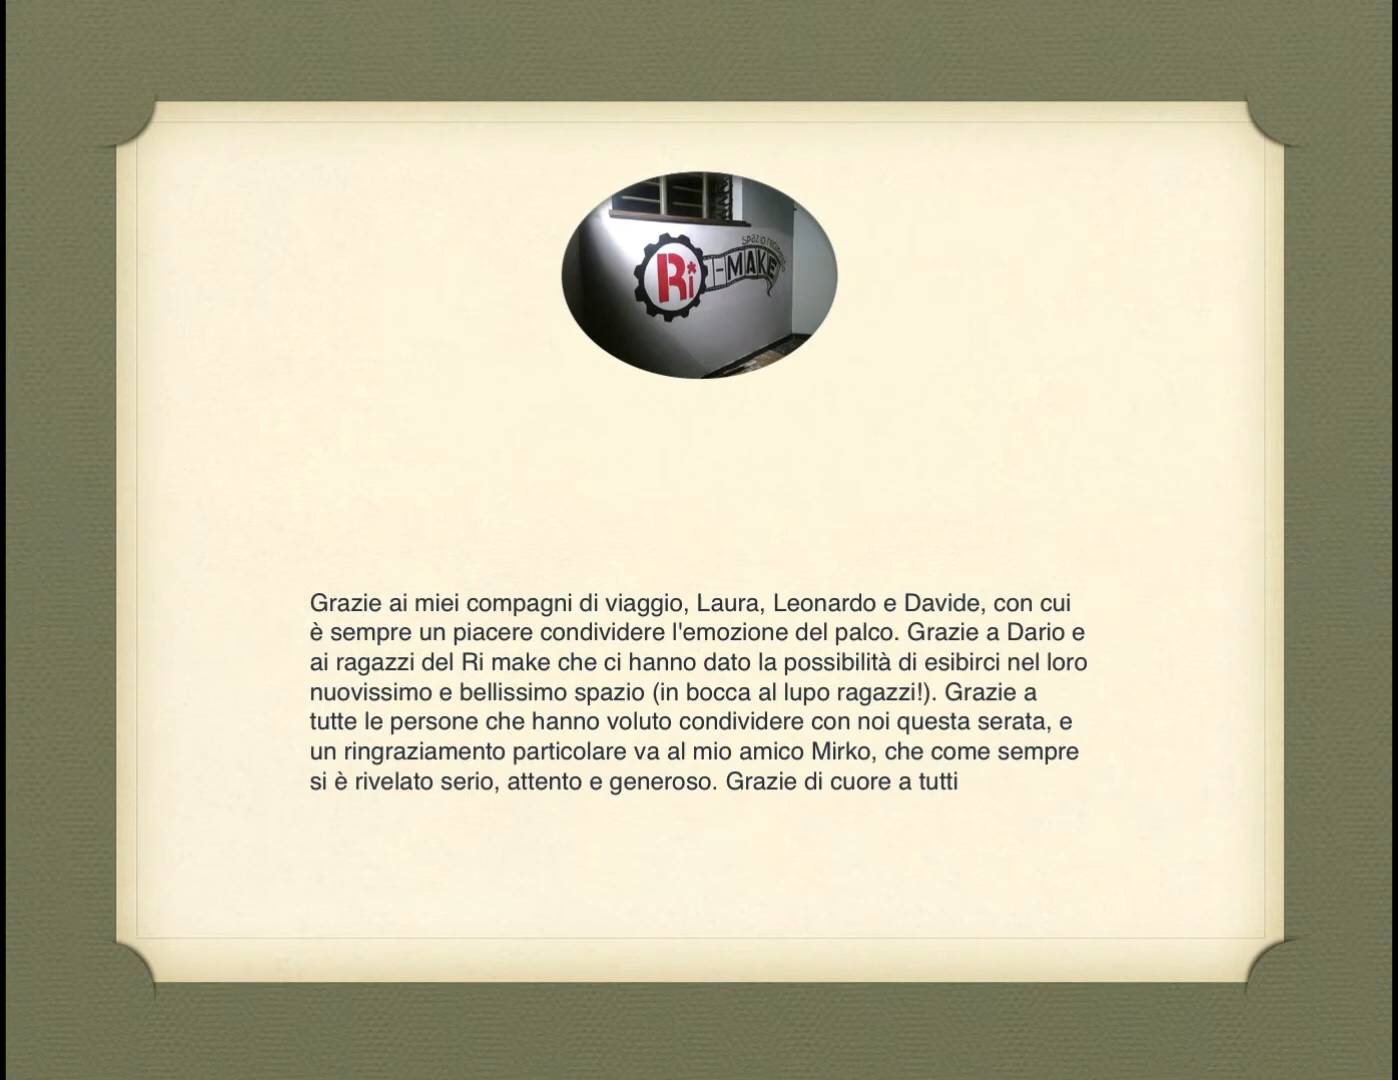 Ri
I-MAKE
Grazie ai miei compagni di viaggio, Laura, Leonardo e Davide, con cui
è sempre un piacere condividere l'emozione del palco. Grazie a Dario e
ai ragazzi del Ri make che ci hanno dato la possibilità di esibirci nel loro
nuovissimo e bellissimo spazio (in bocca al lupo ragazzi!). Grazie a
tutte le persone che hanno voluto condividere con noi questa serata, e
un ringraziamento particolare va al mio amico Mirko, che come sempre
si è rivelato serio, attento e generoso. Grazie di cuore a tutti